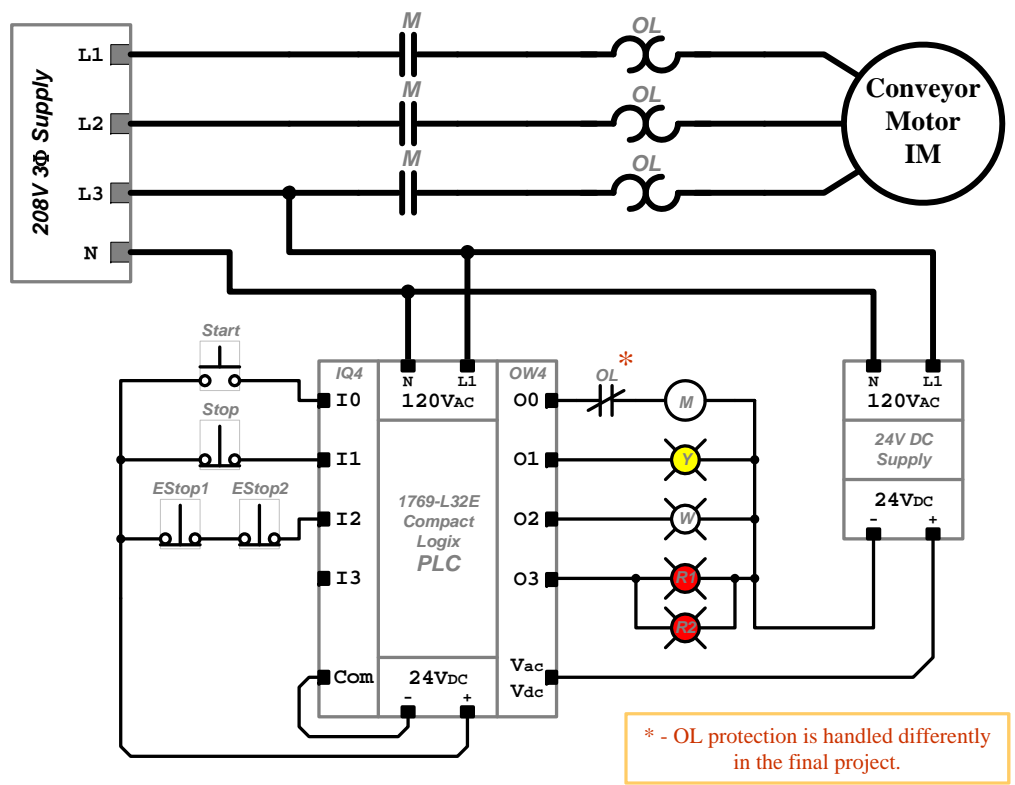 M
OL
L1
208V 3Φ Supply
Conveyor
Motor
IM
M
OL
L2
M
OL
L3
N
Start
Stop
EStop1
EStop2
IQ4
N
L1
120VAC
OW4
I0
I1
I2
I3
Com
1769-L32E
Compact
Logix
PLC
24VDC
-
+
O0
O1
O2
O3
Vac
Vdc
*
OL
M
Y
W
R1
R2
N
L1
120VAC
24V DC
Supply
24VDC
-
+
* - OL protection is handled differently
in the final project.